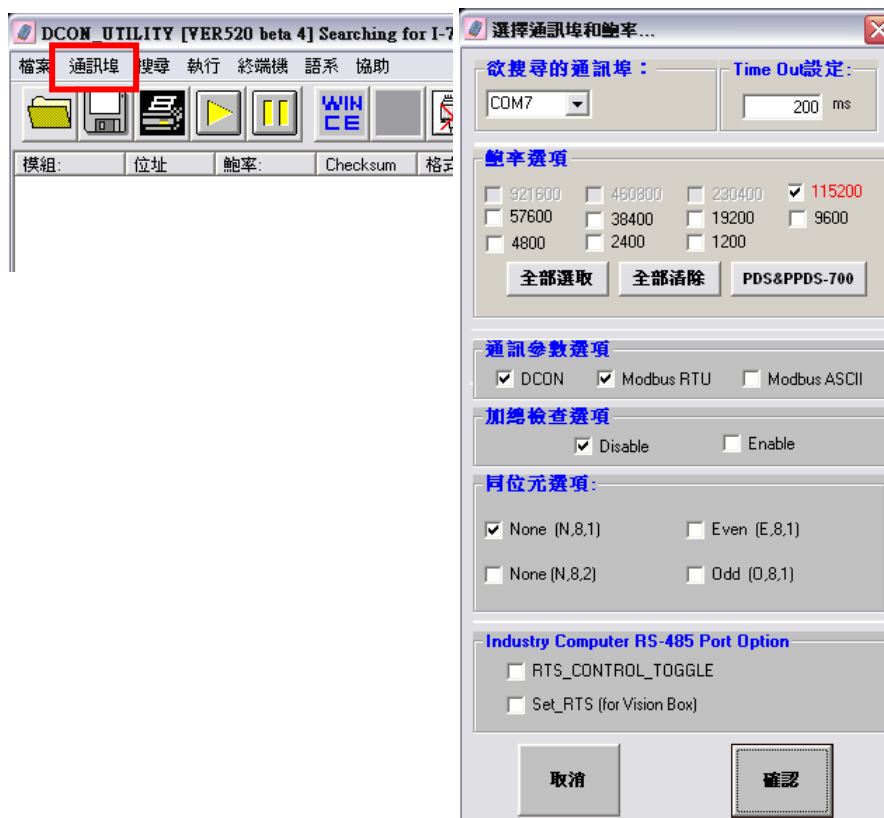 DCON_UTILITY [VER520 beta 4] Searching for I-7
檔案 通訊埠 搜尋 執行 終端機 語系 協助
WIN
CE
模組: 位址 鮑率: Checksum 格式
選擇通訊埠和鮑率...
欲搜尋的通訊埠：
Time Out設定:
COM7
200 ms
鮑率選項
921600 460800 230400 115200
57600 38400 19200 9600
4800 2400 1200
全部選取 全部清除 PDS&PPDS-700
通訊參數選項
DCON Modbus RTU Modbus ASCII
加總檢查選項
Disable Enable
同位元選項:
None (N,8,1) Even (E,8,1)
None (N,8,2) Odd (O,8,1)
Industry Computer RS-485 Port Option
RTS_CONTROL_TOGGLE
Set_RTS (for Vision Box)
取消 確認